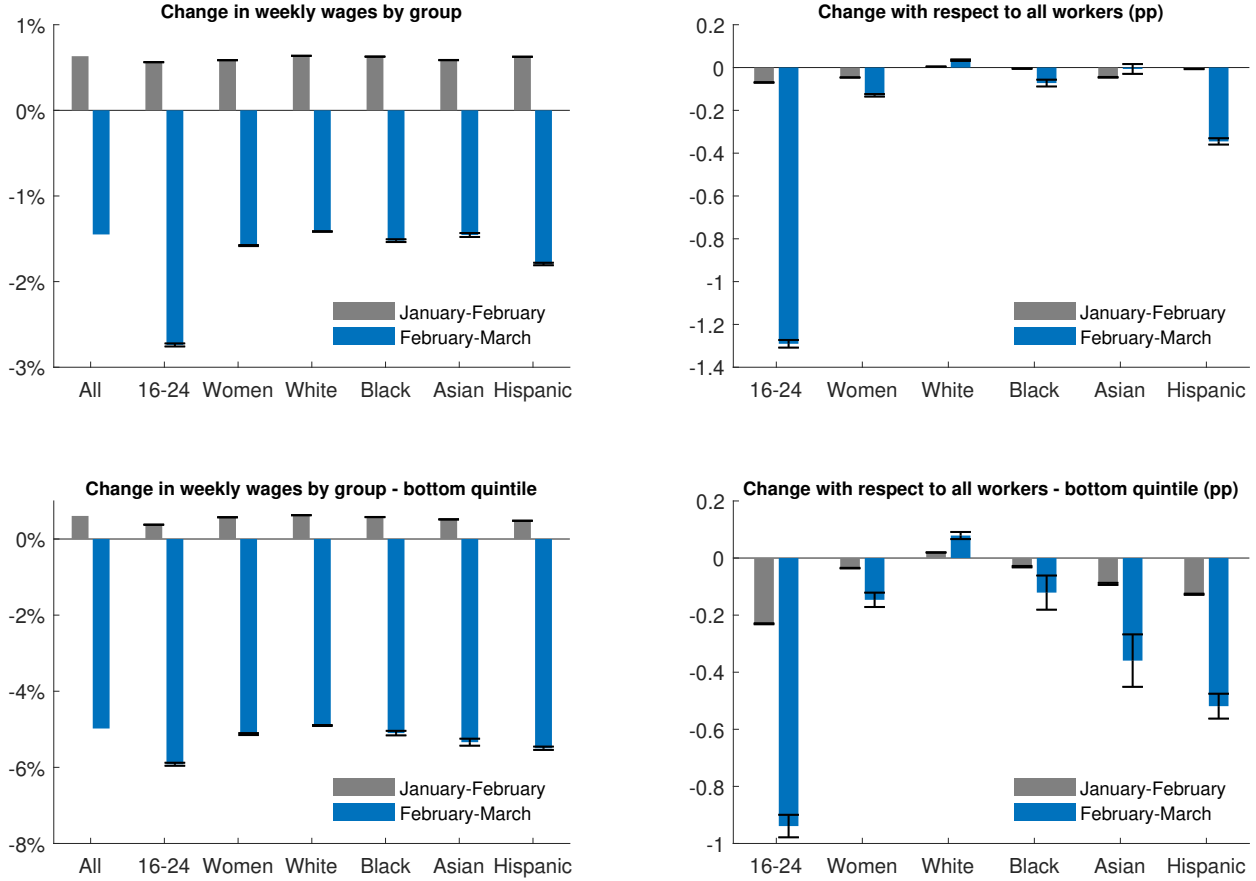 Change in weekly wages by group
1%
0%
-1%
-2%
-3%
January-February
February-March
All 16-24 Women White Black Asian Hispanic
Change with respect to all workers (pp)
0.2
0
-0.2
-0.4
-0.6
-0.8
-1
-1.2
-1.4
January-February
February-March
16-24 Women White Black Asian Hispanic
Change in weekly wages by group - bottom quintile
0%
-2%
-4%
-6%
-8%
January-February
February-March
All 16-24 Women White Black Asian Hispanic
Change with respect to all workers - bottom quintile (pp)
0.2
0
-0.2
-0.4
-0.6
-0.8
-1
January-February
February-March
16-24 Women White Black Asian Hispanic